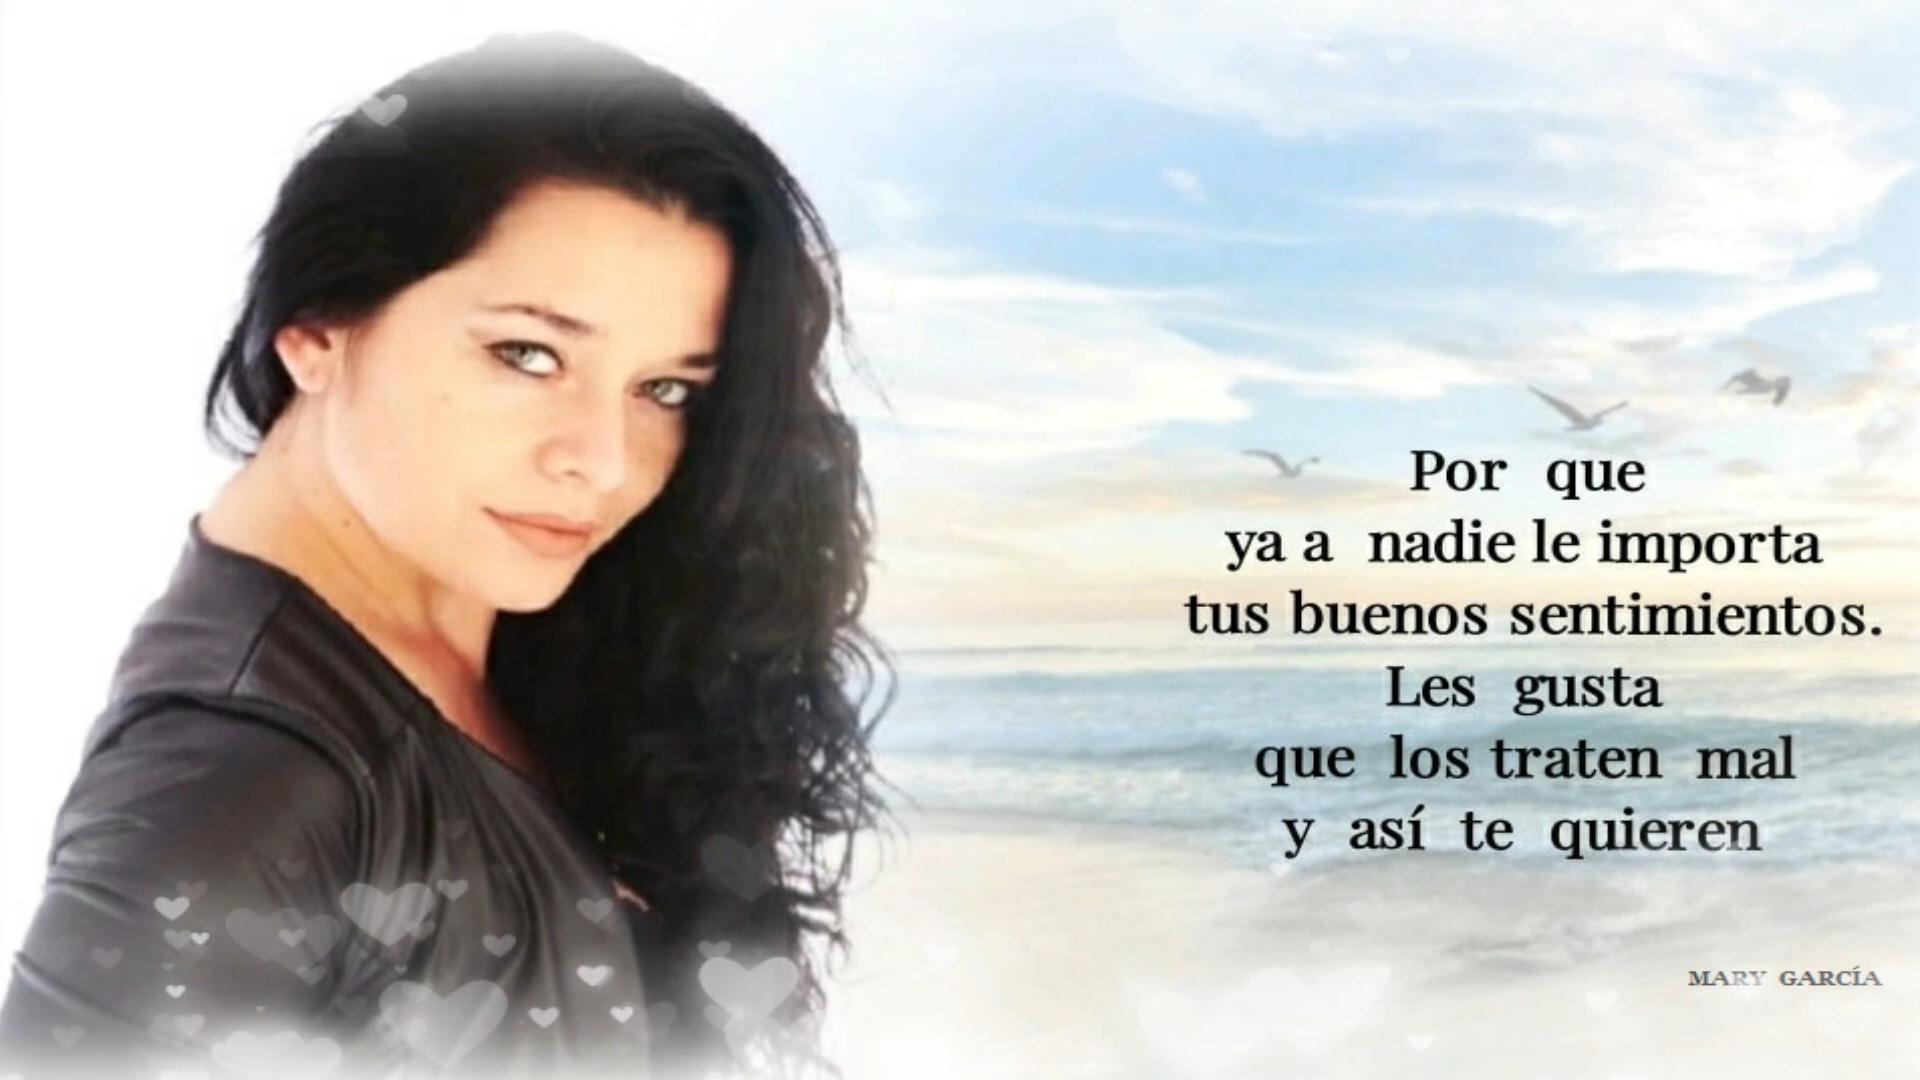 Por que
ya a nadie le importa
tus buenos sentimientos.
Les gusta
que los traten mal
y así te quieren
MARY GARCÍA